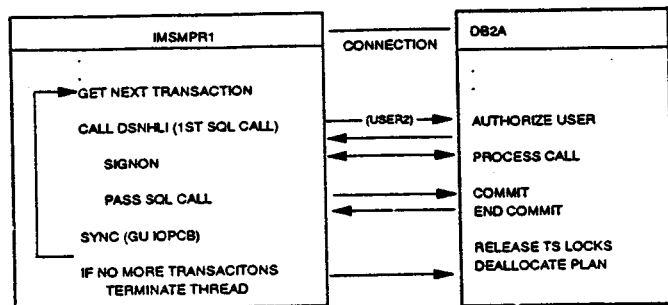 IMSMPR1
CONNECTION
DB2A
GET NEXT TRANSACTION
CALL DSNHLI (1ST SQL CALL)
(USER2)
AUTHORIZE USER
SIGNON
PROCESS CALL
PASS SQL CALL
COMMIT
END COMMIT
SYNC (GU IOPCB)
RELEASE TS LOCKS
IF NO MORE TRANSACITONS
DEALLOCATE PLAN
TERMINATE THREAD